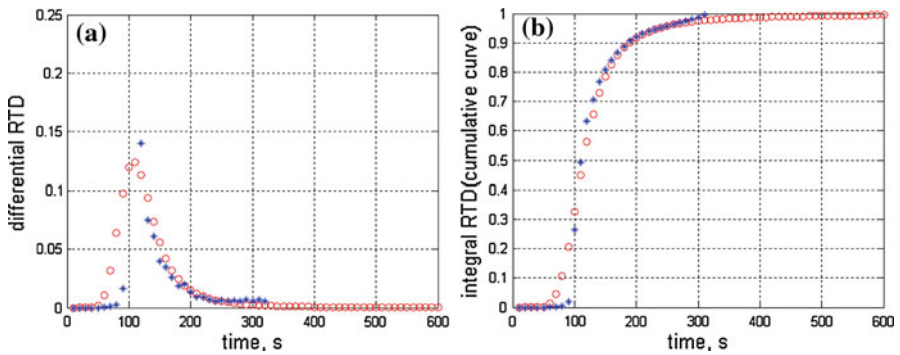 (a)
differential RTD
0.25
0.2
0.15
0.1
0.05
0
0 100 200 300 400 500 600
time, s
(b)
integral RTD(cumulative curve)
1
0.9
0.8
0.7
0.6
0.5
0.4
0.3
0.2
0.1
0
0 100 200 300 400 500 600
time, s